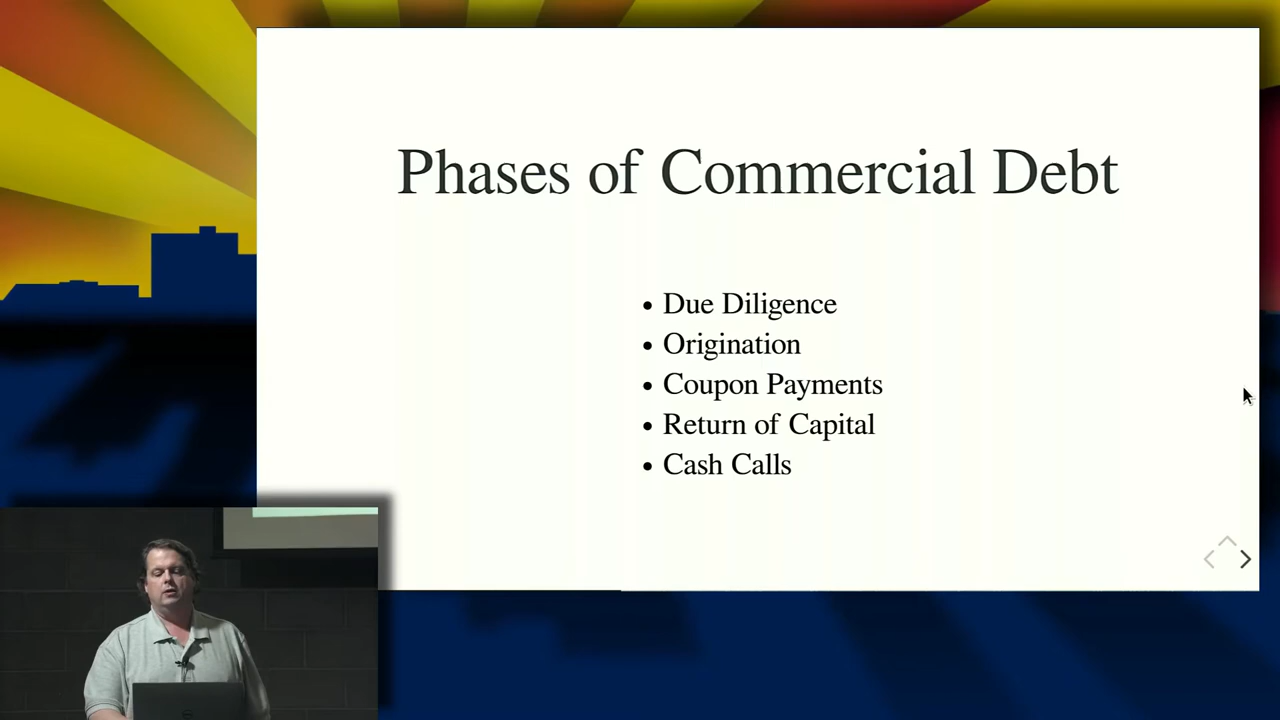 Phases of Commercial Debt
• Due Diligence
• Origination
• Coupon Payments
• Return of Capital
• Cash Calls